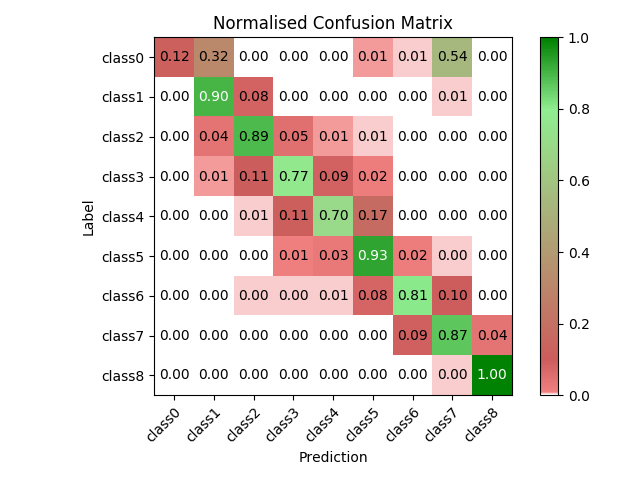 Normalised Confusion Matrix
class0 0.12 0.32 0.00 0.00 0.00 0.01 0.01 0.54 0.00
class1 0.00 0.90 0.08 0.00 0.00 0.00 0.00 0.01 0.00
class2 0.00 0.04 0.89 0.05 0.01 0.01 0.00 0.00 0.00
class3 0.00 0.01 0.11 0.77 0.09 0.02 0.00 0.00 0.00
class4 0.00 0.00 0.01 0.11 0.70 0.17 0.00 0.00 0.00
class5 0.00 0.00 0.00 0.01 0.03 0.93 0.02 0.00 0.00
class6 0.00 0.00 0.00 0.00 0.01 0.08 0.81 0.10 0.00
class7 0.00 0.00 0.00 0.00 0.00 0.00 0.09 0.87 0.04
class8 0.00 0.00 0.00 0.00 0.00 0.00 0.00 0.00 1.00
class0 class1 class2 class3 class4 class5 class6 class7 class8
Prediction
Label
1.0
0.8
0.6
0.4
0.2
0.0